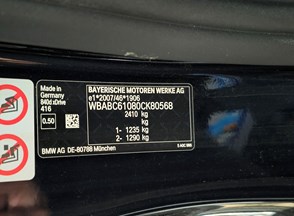 Made in
Germany
840d xDrive
416
0.50
BAYERISCHE MOTOREN WERKE AG
e1*2007/46*1906
WBABC61080CK80568
2410 kg
kg
1- 1235 kg
2- 1290 kg
BMW AG DE-80788 München